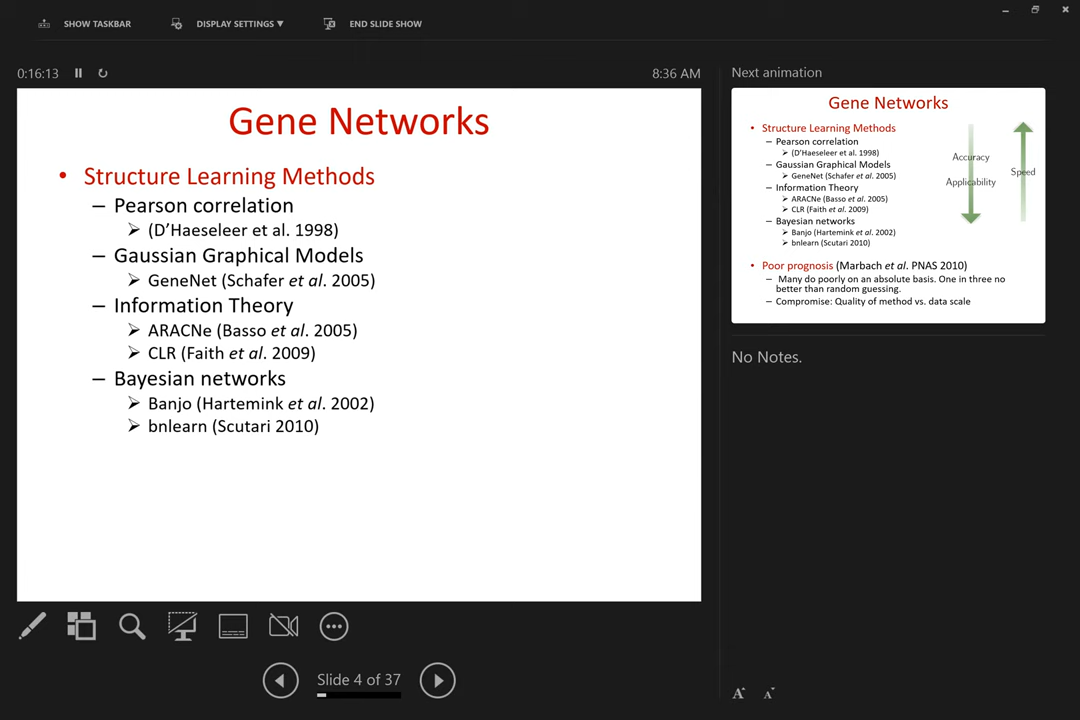 SHOW TASKBAR
DISPLAY SETTINGS ▼
END SLIDE SHOW
0:16:13
8:36 AM
Gene Networks
• Structure Learning Methods
– Pearson correlation
➢ (D’Haeseleer et al. 1998)
– Gaussian Graphical Models
➢ GeneNet (Schafer et al. 2005)
– Information Theory
➢ ARACNe (Basso et al. 2005)
➢ CLR (Faith et al. 2009)
– Bayesian networks
➢ Banjo (Hartemink et al. 2002)
➢ bnlearn (Scutari 2010)
Slide 4 of 37
Next animation
Gene Networks
• Structure Learning Methods
– Pearson correlation
➢ (D’Haeseleer et al. 1998)
– Gaussian Graphical Models
➢ GeneNet (Schafer et al. 2005)
– Information Theory
➢ ARACNe (Basso et al. 2005)
➢ CLR (Faith et al. 2009)
– Bayesian networks
➢ Banjo (Hartemink et al. 2002)
➢ bnlearn (Scutari 2010)
Accuracy
Applicability
Speed
• Poor prognosis (Marbach et al. PNAS 2010)
– Many do poorly on an absolute basis. One in three no
better than random guessing.
– Compromise: Quality of method vs. data scale
No Notes.
A A